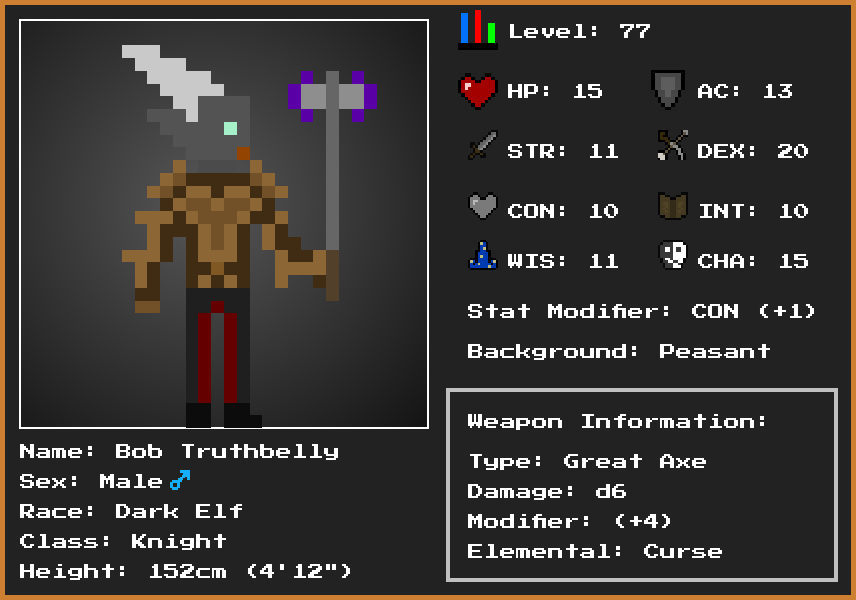 Level: 77
HP: 15 AC: 13
STR: 11 DEX: 20
CON: 10 INT: 10
WIS: 11 CHA: 15
Stat Modifier: CON (+1)
Background: Peasant
Weapon Information:
Type: Great Axe
Damage: d6
Modifier: (+4)
Elemental: Curse
Name: Bob Truthbelly
Sex: Male♂
Race: Dark Elf
Class: Knight
Height: 152cm (4'12")